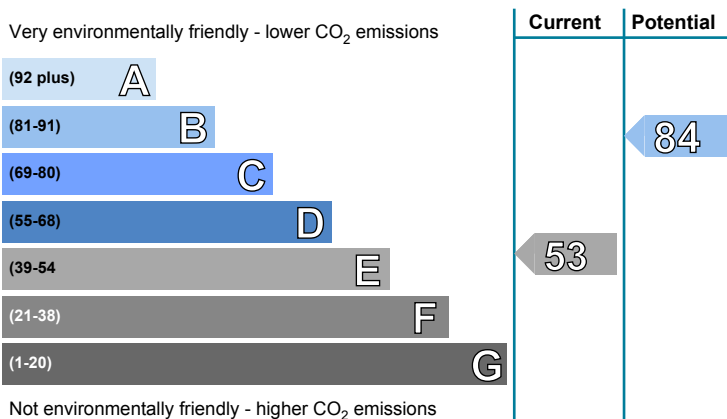 Very environmentally friendly - lower CO₂ emissions
Current
Potential
(92 plus) A
(81-91) B
84
(69-80) C
(55-68) D
(39-54 E
53
(21-38) F
(1-20) G
Not environmentally friendly - higher CO₂ emissions